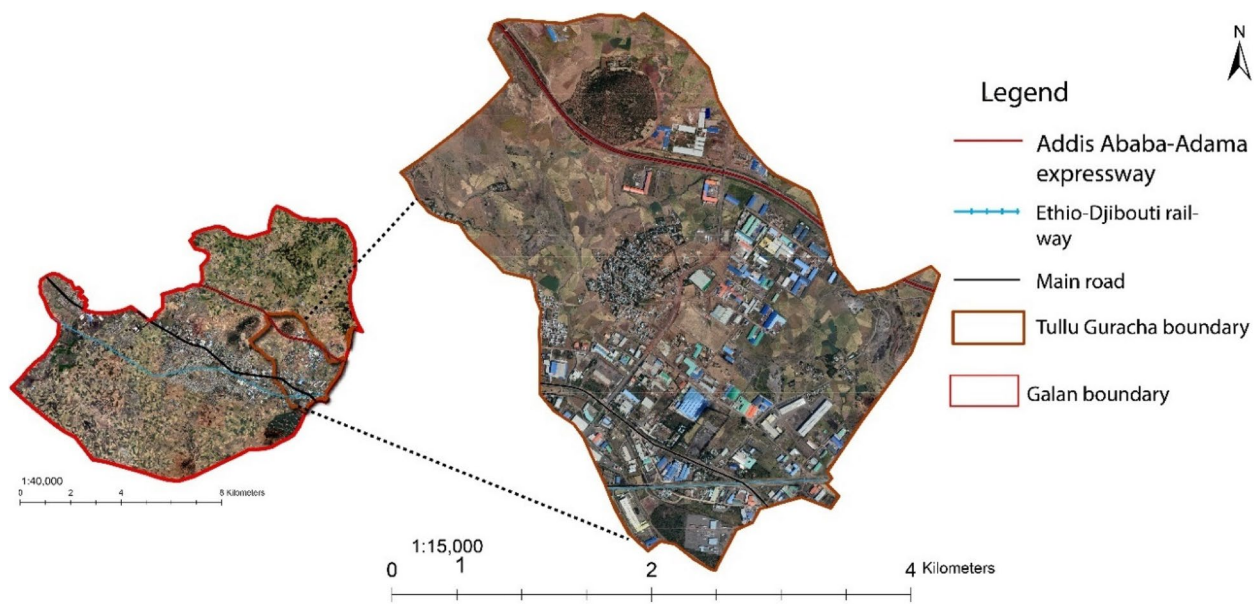 N
Legend
Addis Ababa-Adama
expressway
Ethio-Djibouti rail-
way
Main road
Tullu Guracha boundary
Galan boundary
1:40,000
0 2 4 6 Kilometers
1:15,000
0 1 2 4 Kilometers